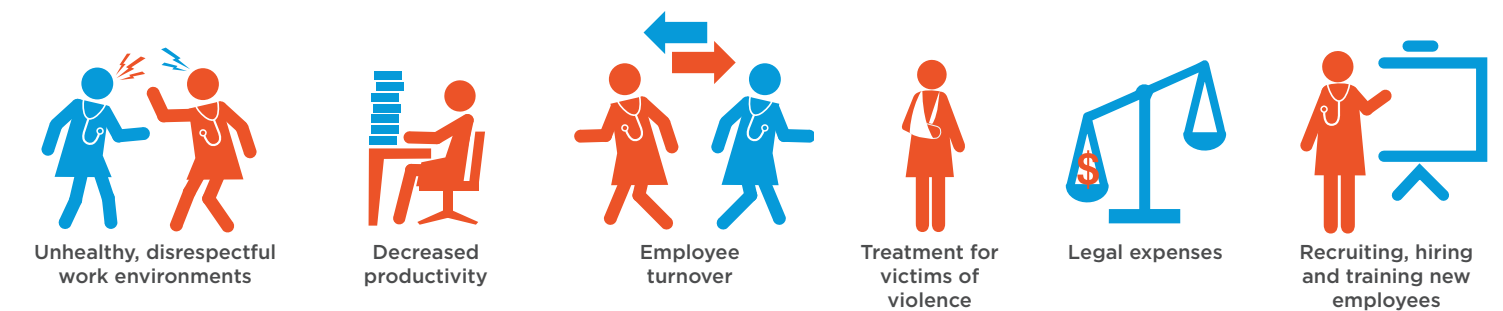 $
Unhealthy, disrespectful
work environments
Decreased
productivity
Employee
turnover
Treatment for
victims of
violence
Legal expenses
Recruiting, hiring
and training new
employees